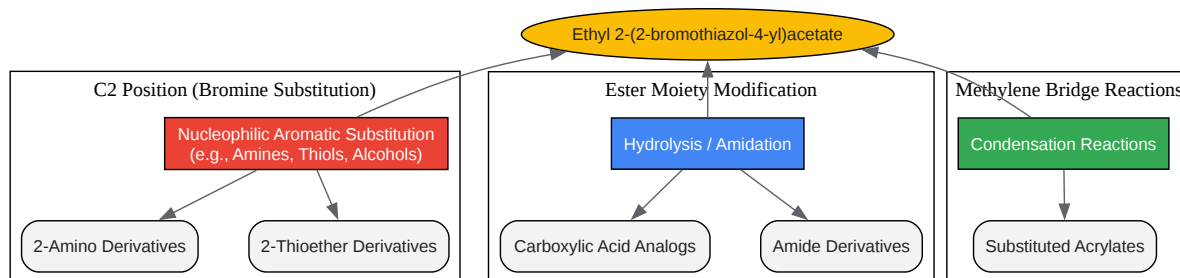 Ethyl 2-(2-bromothiazol-4-yl)acetate
C2 Position (Bromine Substitution)
Nucleophilic Aromatic Substitution
(e.g., Amines, Thiols, Alcohols)
2-Amino Derivatives
2-Thioether Derivatives
Ester Moiety Modification
Hydrolysis / Amidation
Carboxylic Acid Analogs
Amide Derivatives
Methylene Bridge Reactions
Condensation Reactions
Substituted Acrylates